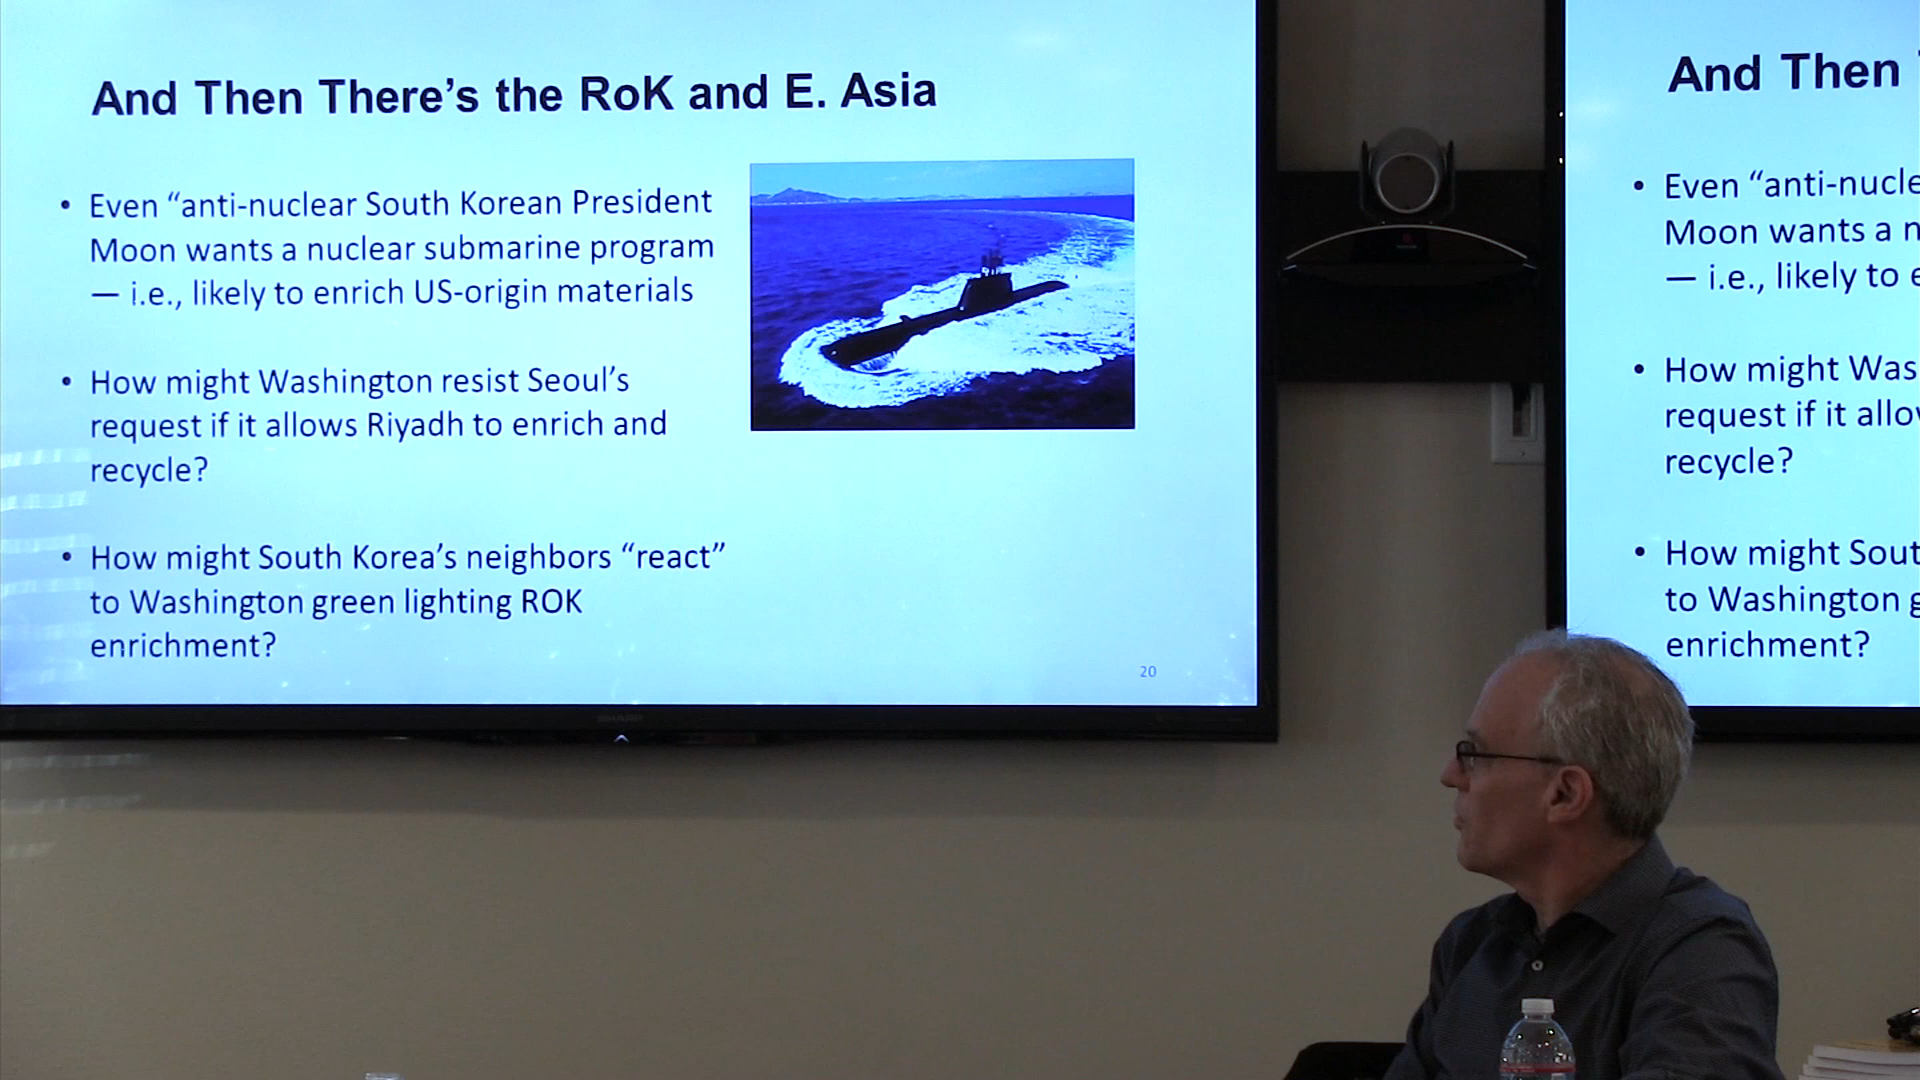 And Then There's the RoK and E. Asia
• Even “anti-nuclear South Korean President
Moon wants a nuclear submarine program
— i.e., likely to enrich US-origin materials
• How might Washington resist Seoul’s
request if it allows Riyadh to enrich and
recycle?
• How might South Korea’s neighbors “react”
to Washington green lighting ROK
enrichment?
20
SHARP
And Then
• Even “anti-nucle
Moon wants a n
— i.e., likely to e
• How might Was
request if it allo
recycle?
• How might Sout
to Washington g
enrichment?